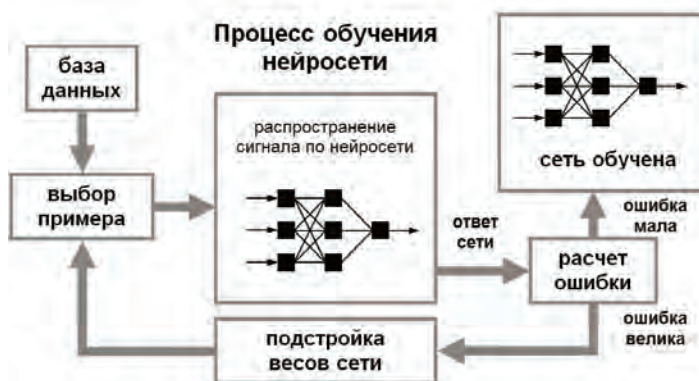 Процесс обучения
нейросети
база
данных
выбор
примера
распространение
сигнала по нейросети
ответ
сети
расчет
ошибки
ошибка
мала
сеть обучена
ошибка
велика
подстройка
весов сети